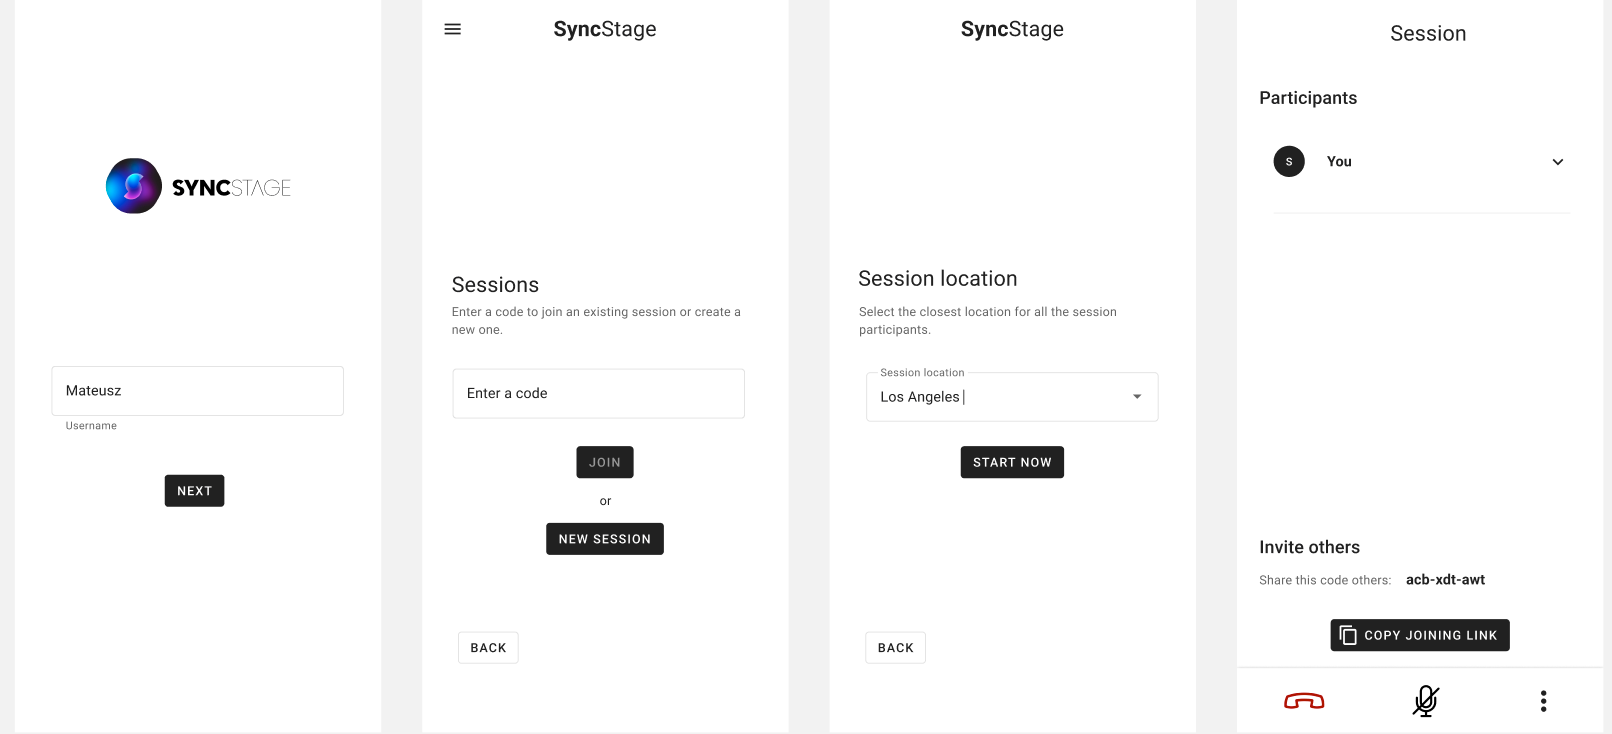 SYNCSTAGE
Mateusz
Username
NEXT
SyncStage
Sessions
Enter a code to join an existing session or create a
new one.
Enter a code
JOIN
or
NEW SESSION
BACK
SyncStage
Session location
Select the closest location for all the session
participants.
Session location
Los Angeles
START NOW
BACK
Session
Participants
S
You
Invite others
Share this code others: acb-xdt-awt
COPY JOINING LINK